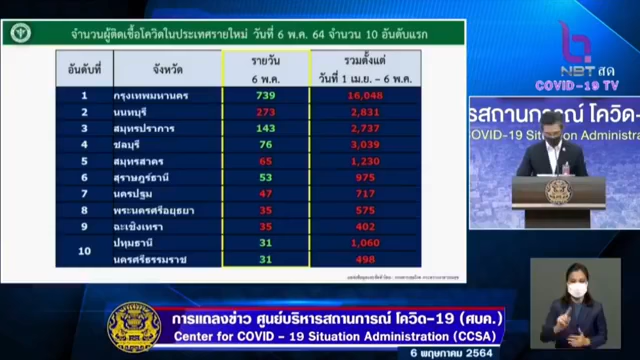 จำนวนผู้ติดเชื้อโควิดในประเทศรายใหม่ วันที่ 6 พ.ค. 64 จำนวน 10 อันดับแรก
อันดับที่ จังหวัด รายวัน 6 พ.ค. รวมตั้งแต่ วันที่ 1 เม.ย. – 6 พ.ค.
1 กรุงเทพมหานคร 739 16,048
2 นนทบุรี 273 2,831
3 สมุทรปราการ 143 2,737
4 ชลบุรี 76 3,039
5 สมุทรสาคร 65 1,230
6 สุราษฎร์ธานี 53 975
7 นครปฐม 47 717
8 พระนครศรีอยุธยา 35 575
9 ฉะเชิงเทรา 35 402
10 ปทุมธานี 31 1,060
นครศรีธรรมราช 31 498
NBT สด
COVID-19 TV
ารสถานการณ์ โควิด-
COVID-19 Situation Administra
การแถลงข่าว ศูนย์บริหารสถานการณ์ โควิด-19 (ศบค.)
Center for COVID - 19 Situation Administration (CCSA)
6 พฤษภาคม 2564